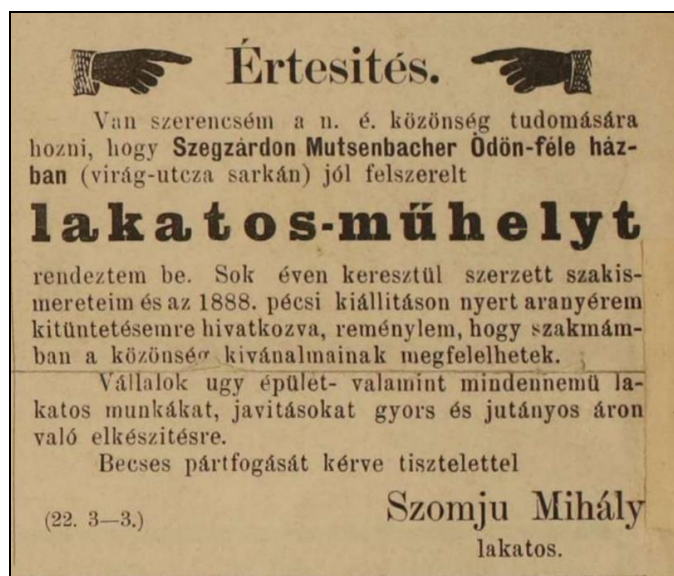 Értesités.
Van szerencsém a n. é. közönség tudomására
hozni, hogy Szegzárdon Mutsenbacher Ödön-féle ház-
ban (virág-utcza sarkán) jól felszerelt
lakatos-műhelyt
rendeztem be. Sok éven keresztül szerzett szakis-
mereteim és az 1888. pécsi kiállitáson nyert aranyérem
kitüntetésemre hivatkozva, reménylem, hogy szakmám-
ban a közönség kivánalmainak megfelelhetek.
Vállalok ugy épület- valamint mindennemü la-
katos munkákat, javitásokat gyors és jutányos áron
való elkészitésre.
Becses pártfogását kérve tisztelettel
Szomju Mihály
(22. 3—3.)
lakatos.